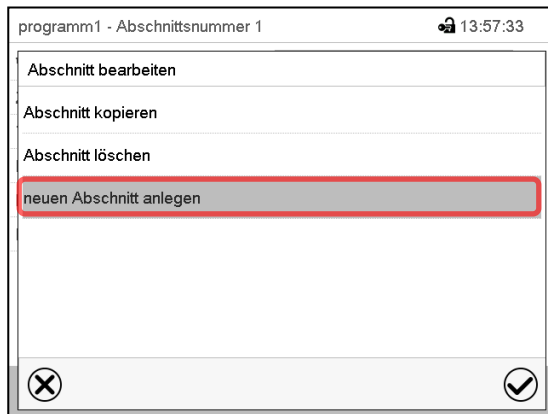 programm1 - Abschnittsnummer 1 13:57:33
Abschnitt bearbeiten
Abschnitt kopieren
Abschnitt löschen
neuen Abschnitt anlegen